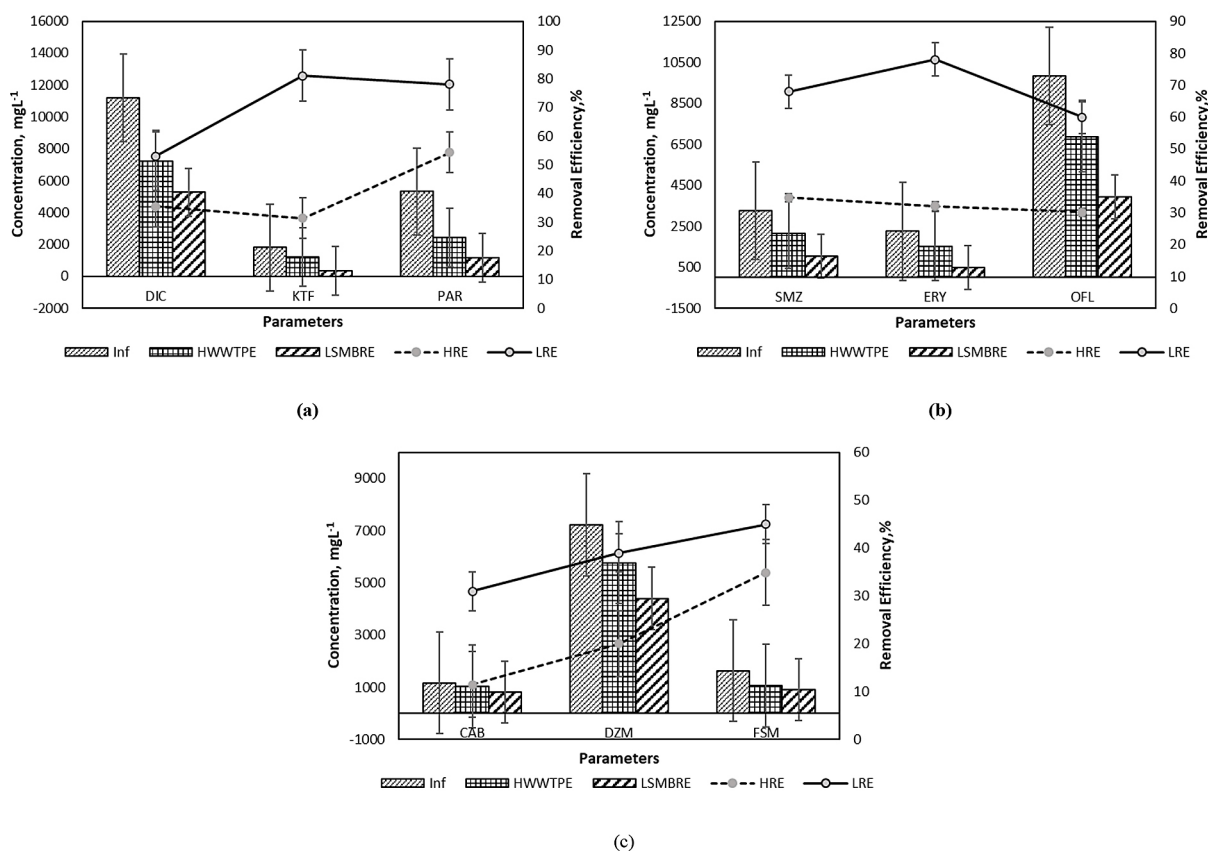 16000
14000
12000
10000
8000
6000
4000
2000
0
-2000
Concentration, mgL-1
100
90
80
70
60
50
40
30
20
10
0
Removal Efficiency,%
DIC KTF PAR
Parameters
Inf HWWTPE LSMBRE HRE LRE
(a)
12500
10500
8500
6500
4500
2500
500
-1500
Concentration, mgL-1
90
80
70
60
50
40
30
20
10
0
Removal Efficiency,%
SMZ ERY OFL
Parameters
Inf HWWTPE LSMBRE HRE LRE
(b)
9000
7000
5000
3000
1000
-1000
Concentration, mgL-1
60
50
40
30
20
10
0
Removal Efficiency,%
CAB DZM FSM
Parameters
Inf HWWTPE LSMBRE HRE LRE
(c)